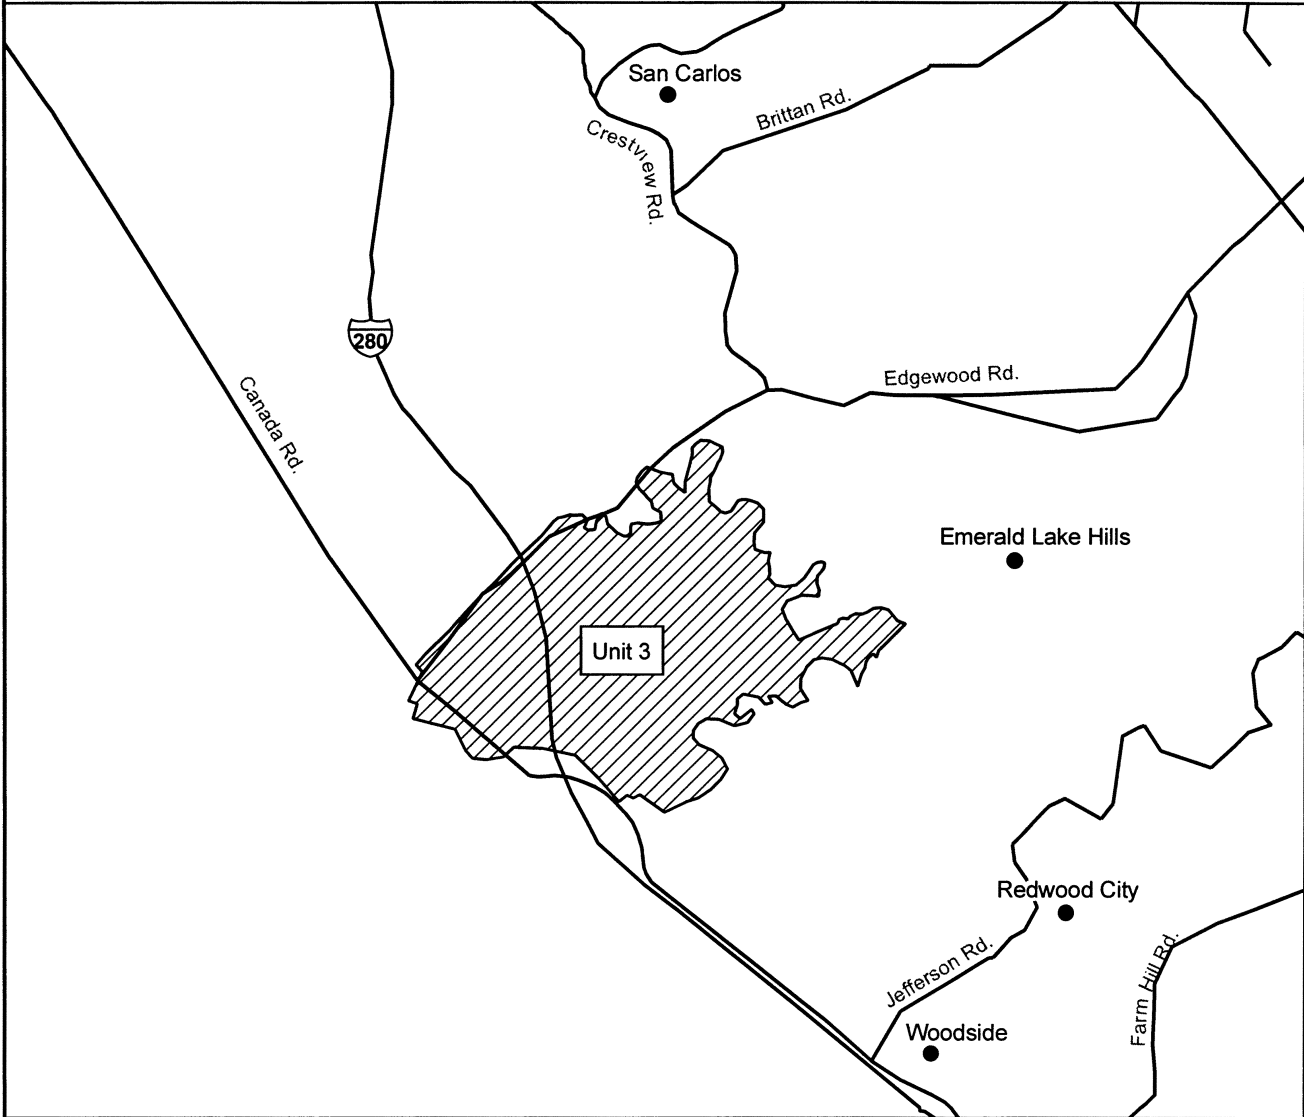 San Carlos
Brittan Rd.
Crestview Rd.
280
Canada Rd.
Edgewood Rd.
Emerald Lake Hills
Unit 3
Redwood City
Jefferson Rd.
Farm Hill Rd.
Woodside